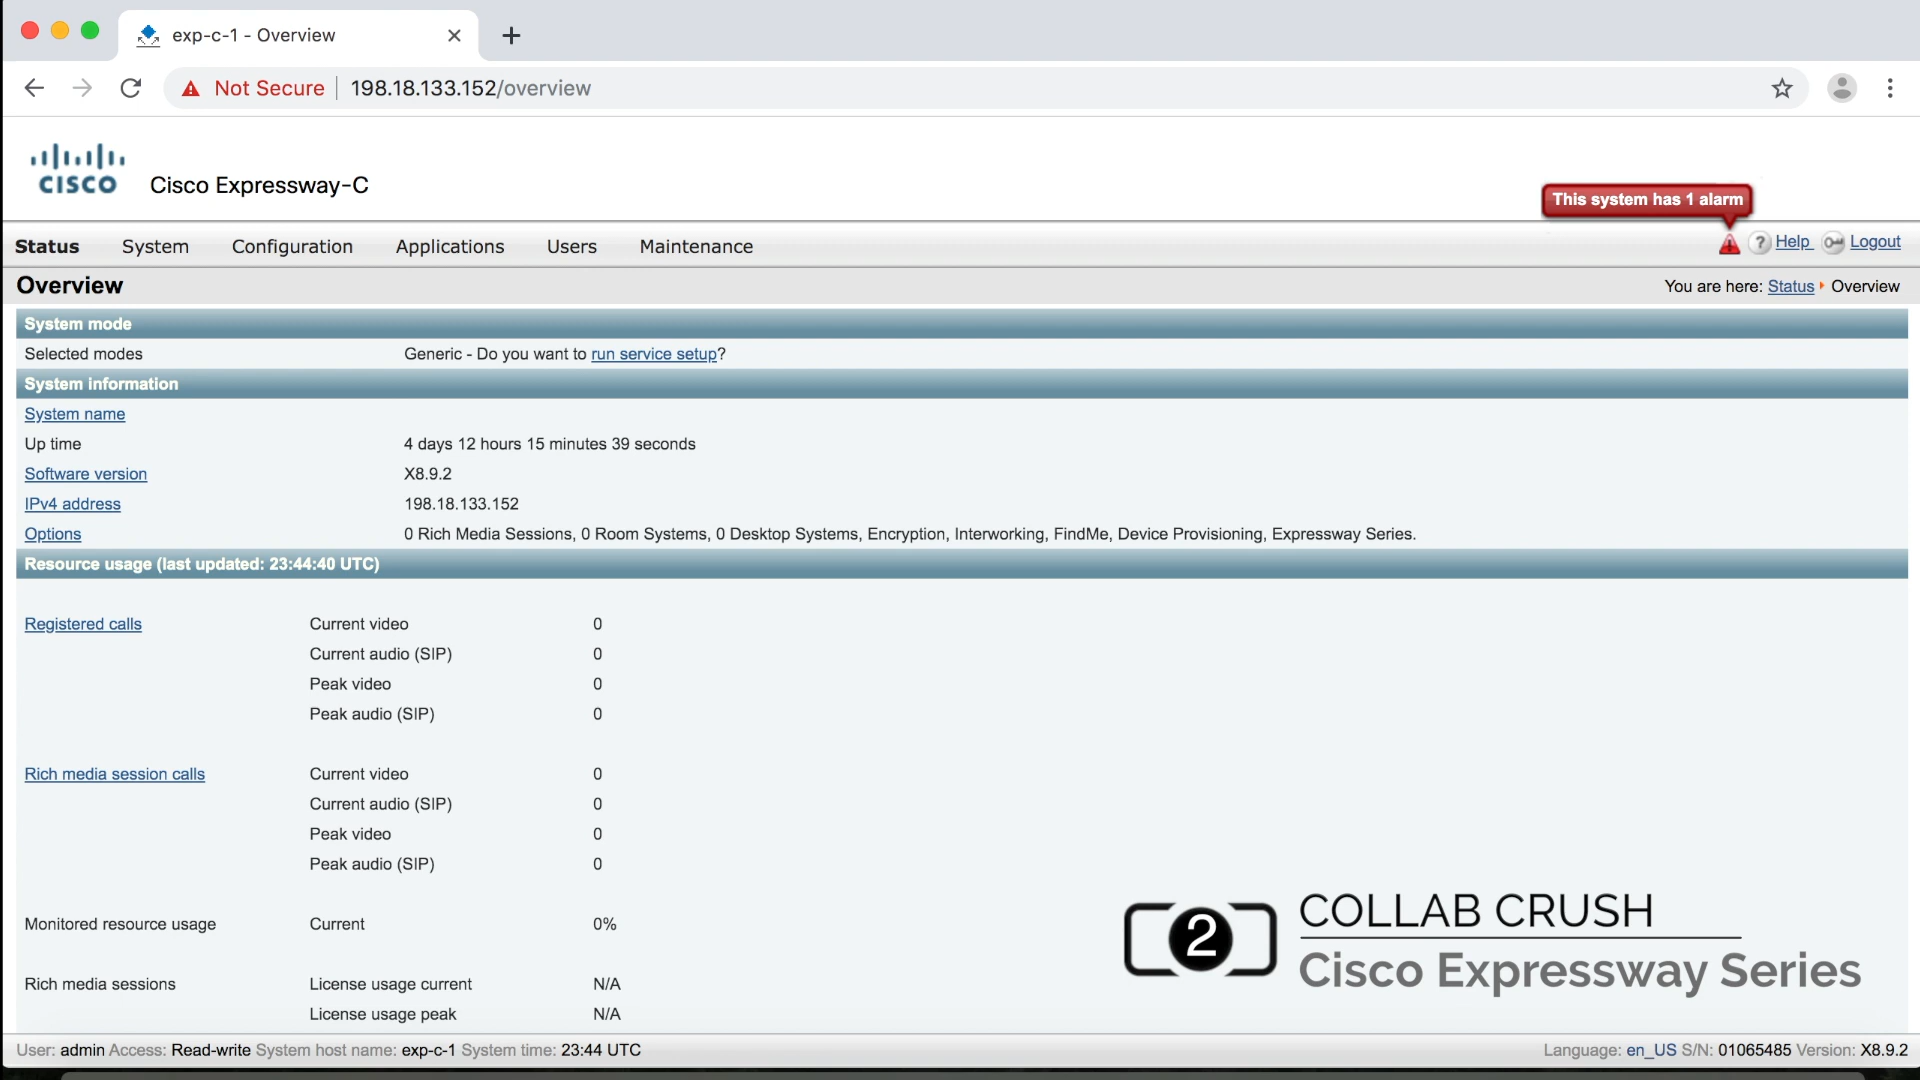 exp-c-1 - Overview
Not Secure 198.18.133.152/overview
CISCO Cisco Expressway-C
This system has 1 alarm
Status System Configuration Applications Users Maintenance Help Logout
Overview You are here: Status Overview
System mode
Selected modes Generic - Do you want to run service setup?
System information
System name
Up time 4 days 12 hours 15 minutes 39 seconds
Software version X8.9.2
IPv4 address 198.18.133.152
Options 0 Rich Media Sessions, 0 Room Systems, 0 Desktop Systems, Encryption, Interworking, FindMe, Device Provisioning, Expressway Series.
Resource usage (last updated: 23:44:40 UTC)
Registered calls Current video 0
Current audio (SIP) 0
Peak video 0
Peak audio (SIP) 0
Rich media session calls Current video 0
Current audio (SIP) 0
Peak video 0
Peak audio (SIP) 0
Monitored resource usage Current 0%
Rich media sessions License usage current N/A
License usage peak N/A
2 COLLAB CRUSH
Cisco Expressway Series
User: admin Access: Read-write System host name: exp-c-1 System time: 23:44 UTC Language: en_US S/N: 01065485 Version: X8.9.2